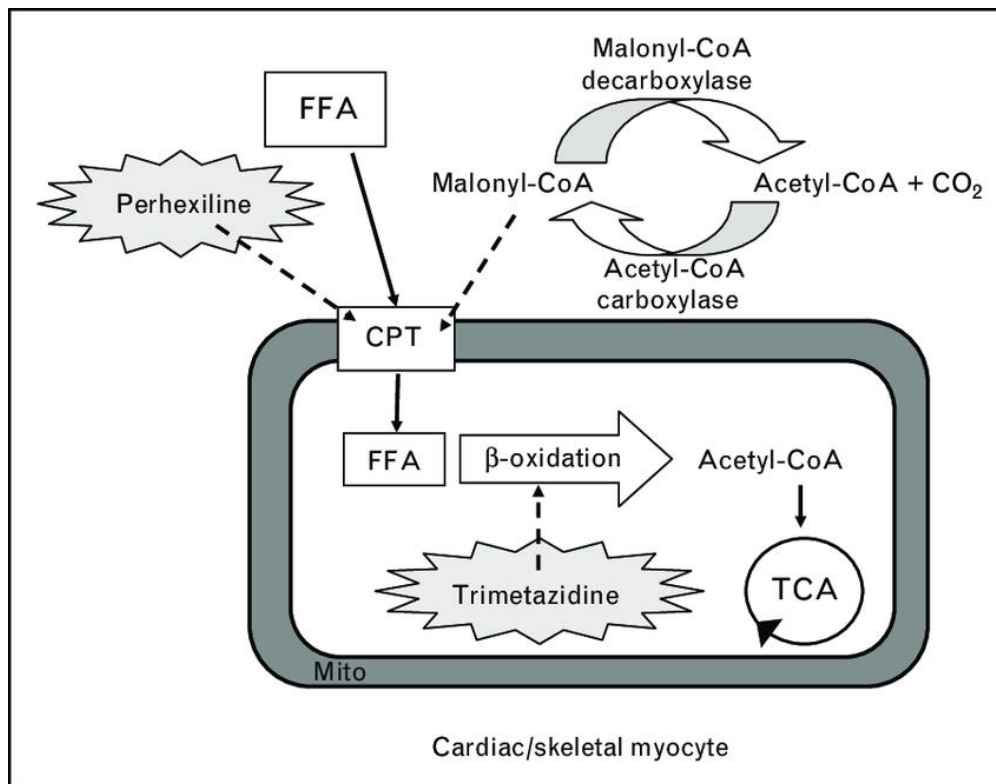 Malonyl-CoA
decarboxylase
FFA
Perhexiline
Malonyl-CoA
Acetyl-CoA + CO₂
Acetyl-CoA
carboxylase
CPT
FFA
β-oxidation
Acetyl-CoA
Trimetazidine
TCA
Mito
Cardiac/skeletal myocyte